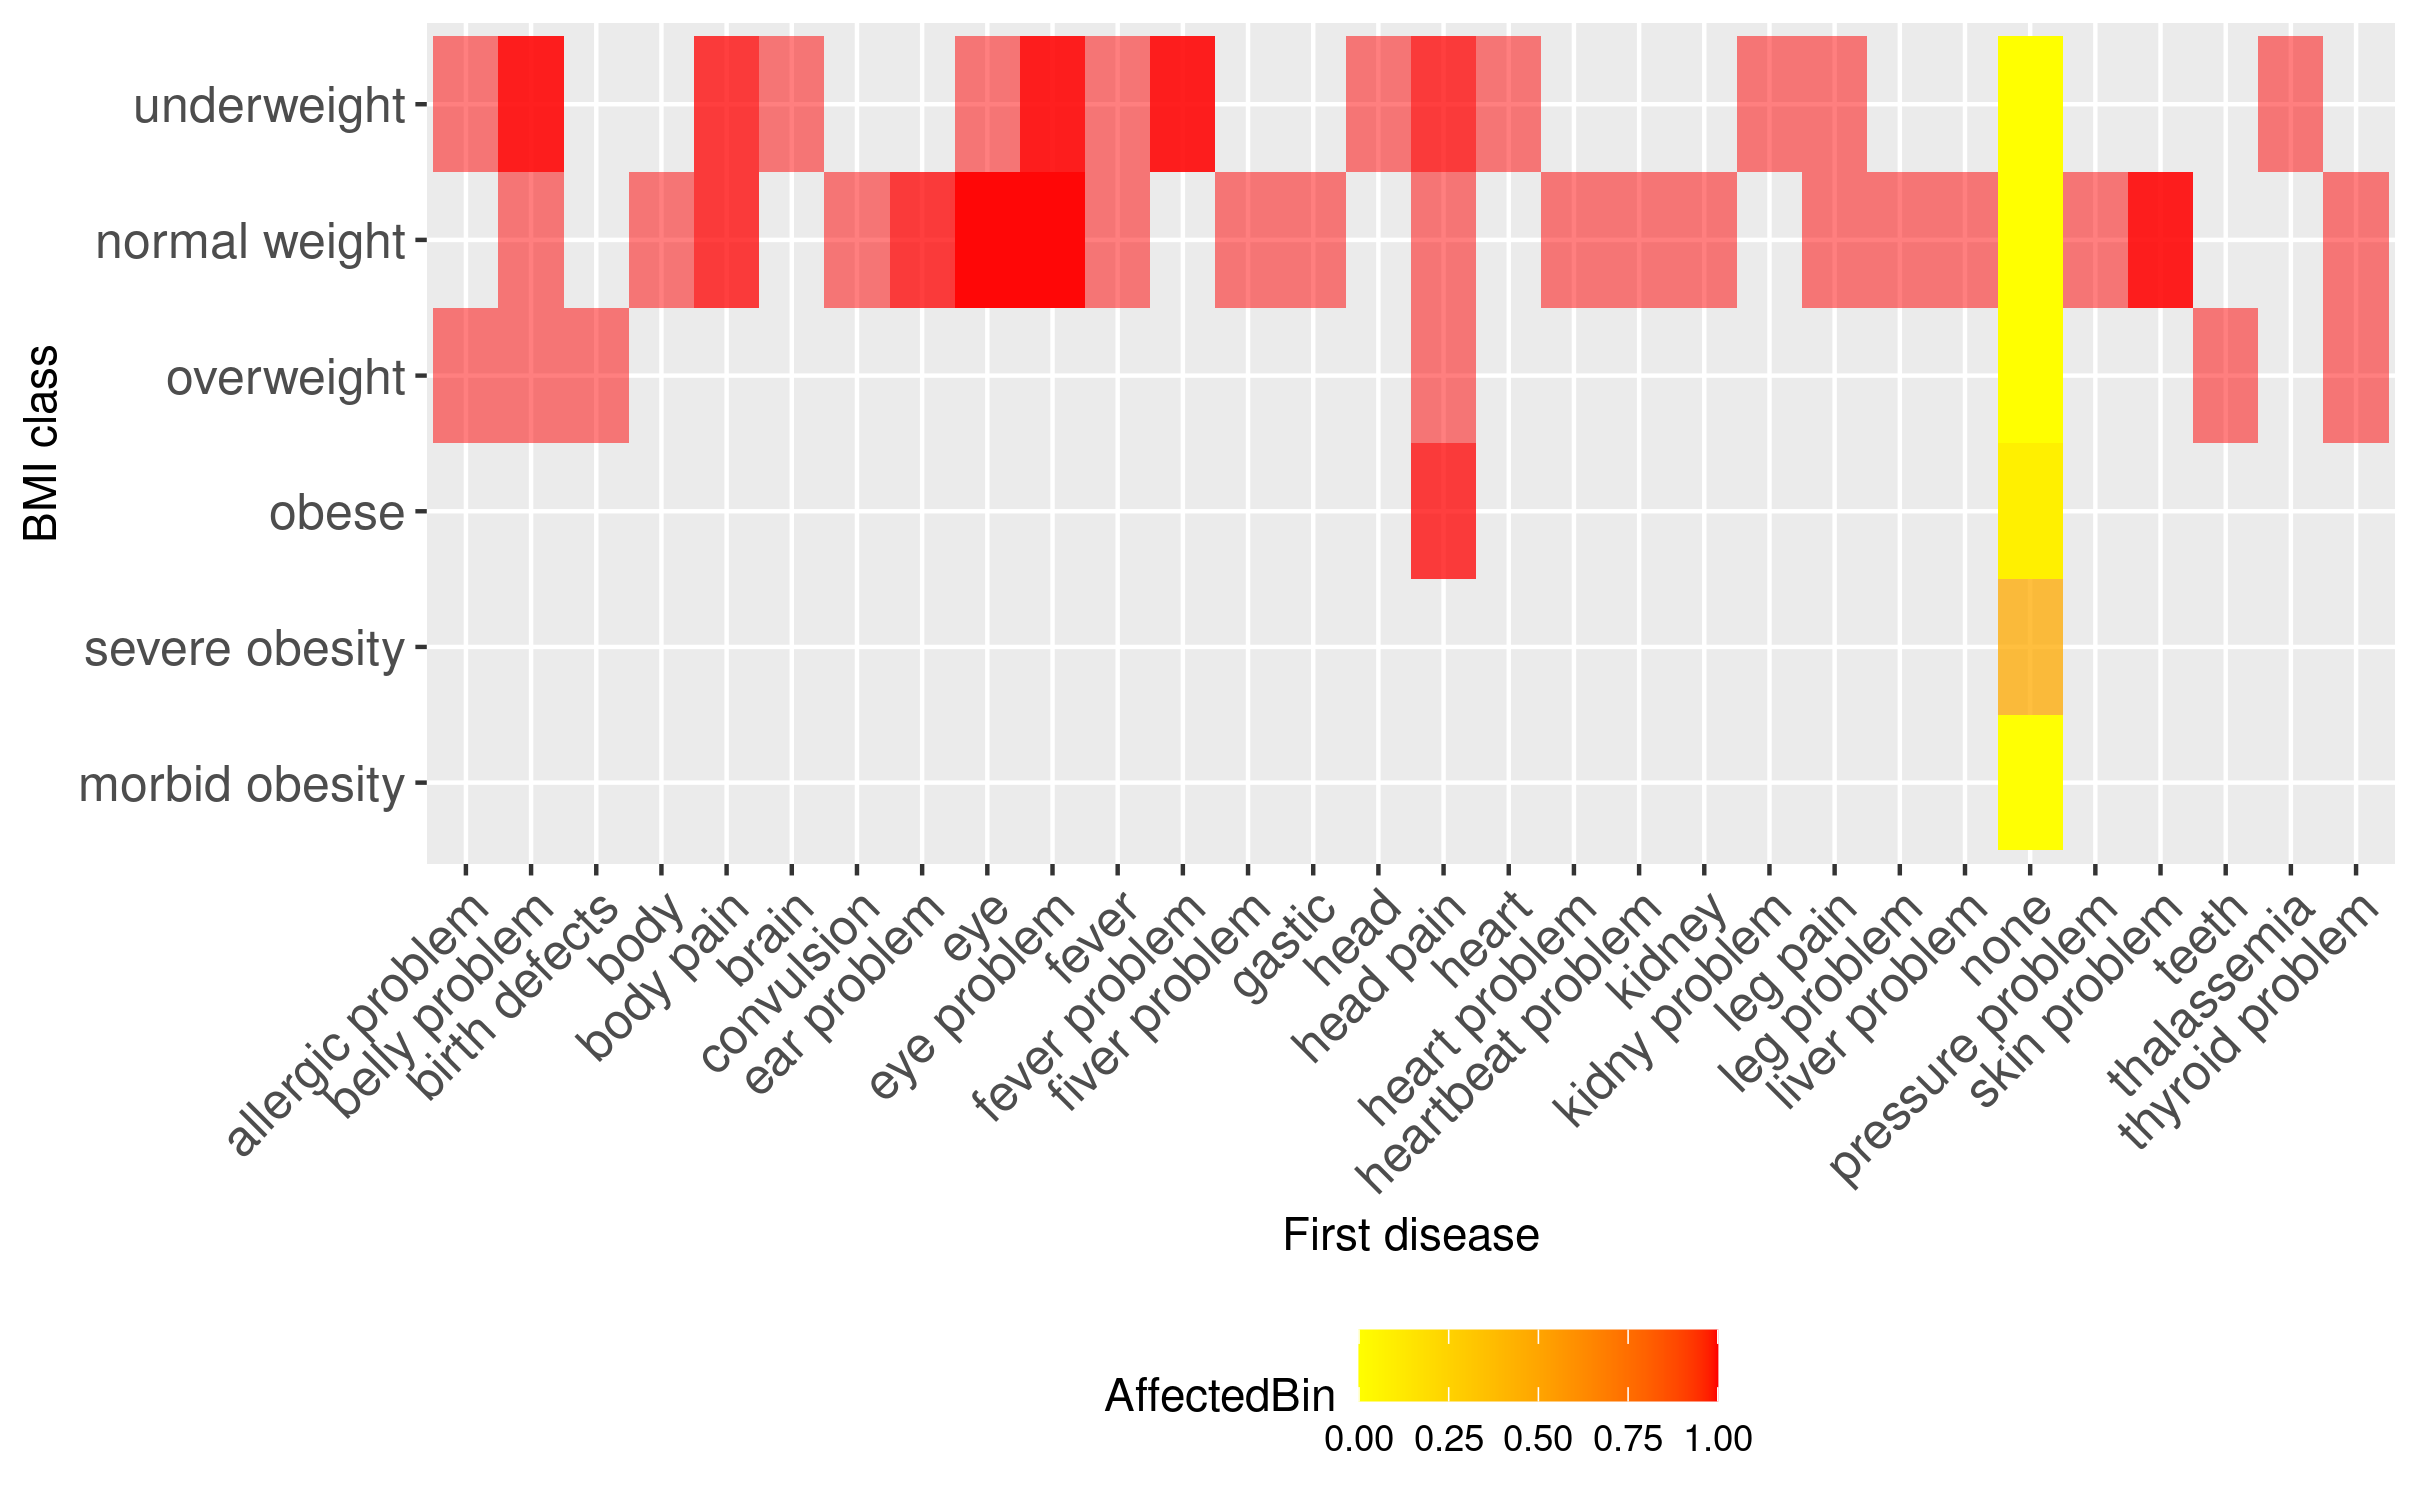 BMI class
underweight
normal weight
overweight
obese
severe obesity
morbid obesity
allergic problem
belly problem
birth defects
body
body pain
brain
convulsion
ear problem
eye
eye problem
fever
fever problem
fiver problem
gastic
head
head pain
heart
heart problem
heartbeat problem
kidney
kidny problem
leg pain
leg problem
liver problem
none
pressure problem
skin problem
teeth
thalassemia
thyroid problem
First disease
AffectedBin
0.00 0.25 0.50 0.75 1.00